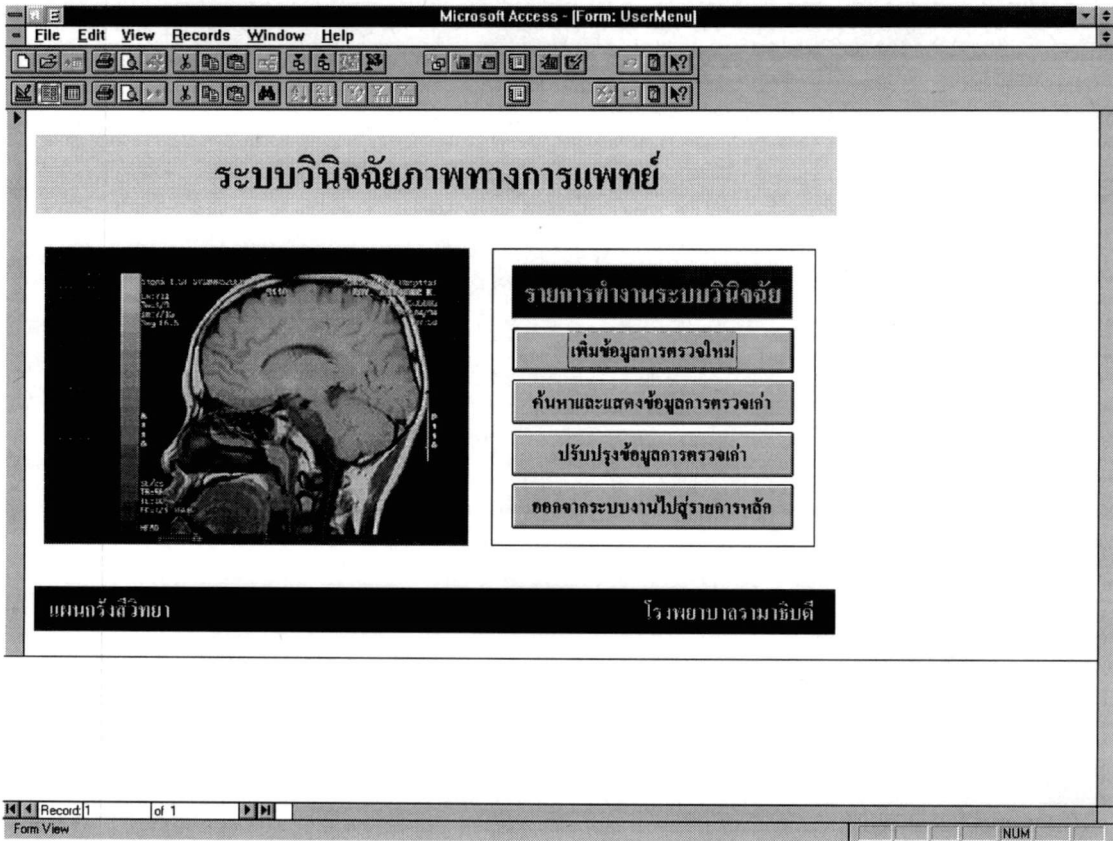 Microsoft Access - [Form: UserMenu]
File Edit View Records Window Help
ระบบวินิจฉัยภาพทางการแพทย์
รายการทำงานระบบวินิจฉัย
เพิ่มข้อมูลการตรวจใหม่
ค้นหาและแสดงข้อมูลการตรวจเก่า
ปรับปรุงข้อมูลการตรวจเก่า
ออกจากระบบงานไปสู่รายการหลัก
HEAD
แผนกรังสีวิทยา
โรงพยาบาลรามาธิบดี
Record: 1 of 1
Form View
NUM